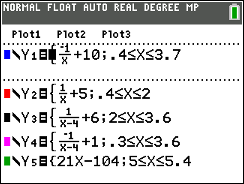 NORMAL FLOAT AUTO REAL DEGREE MP
Plot1 Plot2 Plot3
\Y₁={-1/X+10;.4≤X≤3.7
\Y₂={1/X+5;.4≤X≤2
\Y₃={1/(X-4)+6;2≤X≤3.6
\Y₄={-1/(X-4)+1;.3≤X≤3.6
\Y₅={21X-104;5≤X≤5.4